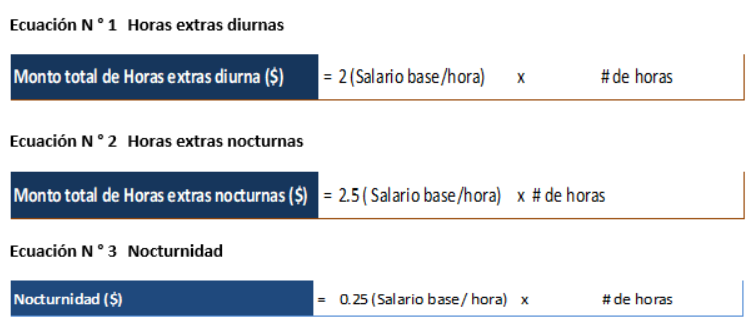 Ecuación N ° 1 Horas extras diurnas
Monto total de Horas extras diurna ($) = 2 (Salario base/hora) x # de horas
Ecuación N ° 2 Horas extras nocturnas
Monto total de Horas extras nocturnas ($) = 2.5 ( Salario base/hora) x # de horas
Ecuación N ° 3 Nocturnidad
Nocturnidad ($) = 0.25 (Salario base/ hora) x # de horas